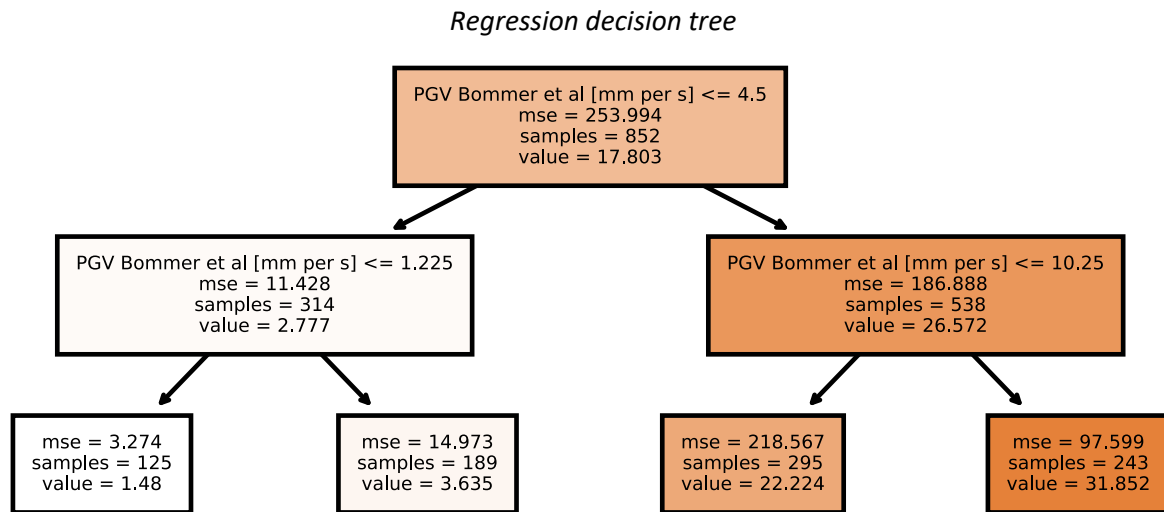 Regression decision tree
PGV Bommer et al [mm per s] <= 4.5
mse = 253.994
samples = 852
value = 17.803
PGV Bommer et al [mm per s] <= 1.225
mse = 11.428
samples = 314
value = 2.777
PGV Bommer et al [mm per s] <= 10.25
mse = 186.888
samples = 538
value = 26.572
mse = 3.274
samples = 125
value = 1.48
mse = 14.973
samples = 189
value = 3.635
mse = 218.567
samples = 295
value = 22.224
mse = 97.599
samples = 243
value = 31.852